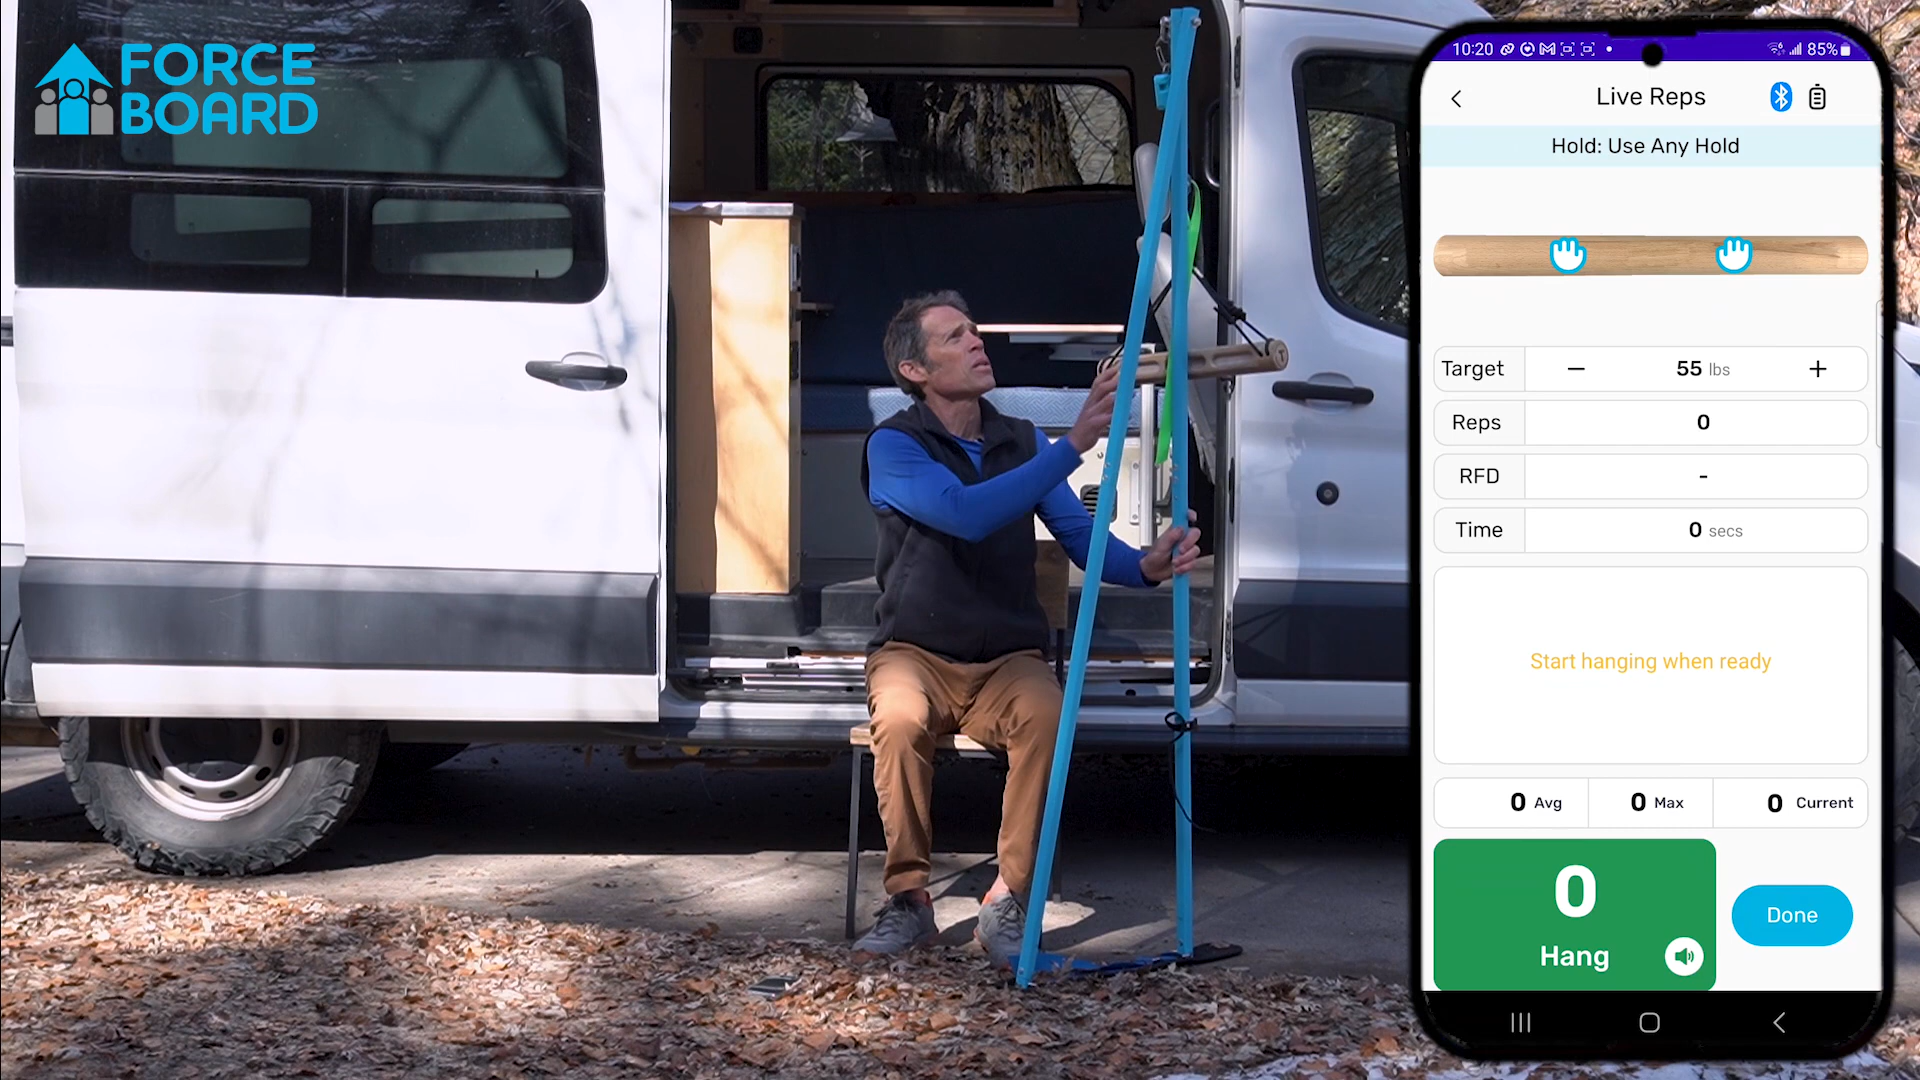 FORCE
BOARD
10:20
85%
Live Reps
Hold: Use Any Hold
Target
−
55 lbs
+
Reps
0
RFD
-
Time
0 secs
Start hanging when ready
0 Avg
0 Max
0 Current
0
Hang
Done